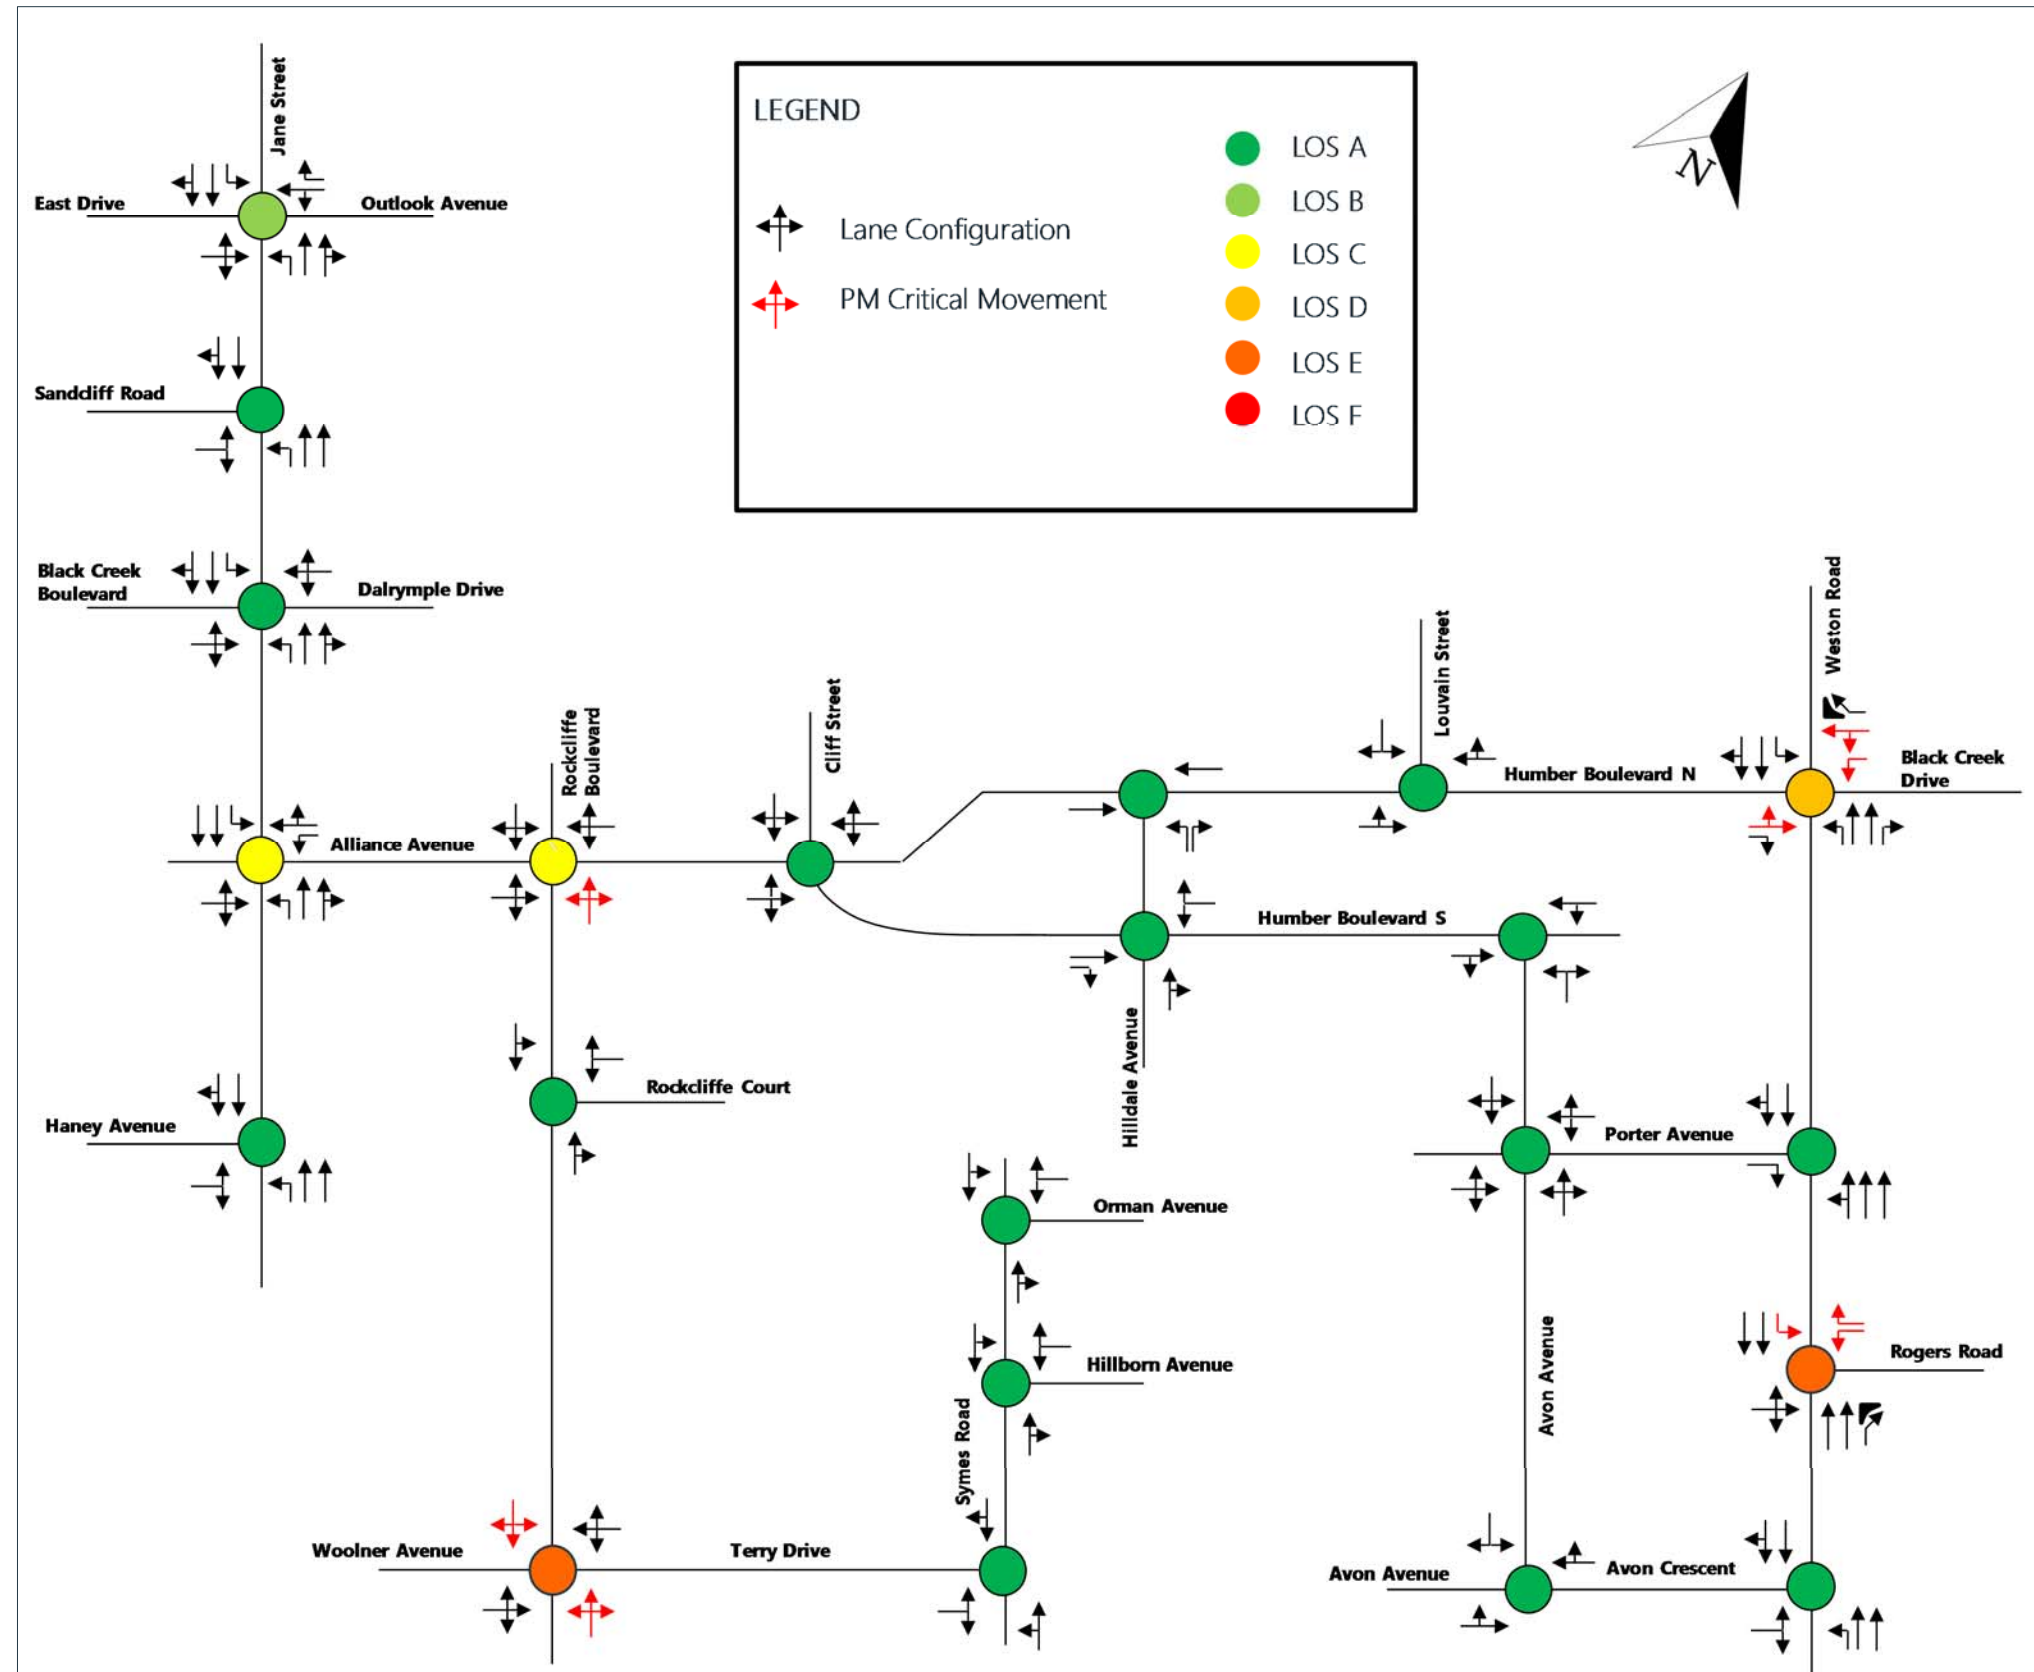 Jane Street
LEGEND
LOS A
LOS B
Lane Configuration
LOS C
PM Critical Movement
LOS D
LOS E
LOS F
N
East Drive
Outlook Avenue
Sandcliff Road
Black Creek
Boulevard
Dalrymple Drive
Weston Road
Louvain Street
Cliff Street
Rockcliffe
Boulevard
Humber Boulevard N
Black Creek
Drive
Alliance Avenue
Humber Boulevard S
Hilldale Avenue
Rockcliffe Court
Haney Avenue
Porter Avenue
Orman Avenue
Hillborn Avenue
Rogers Road
Avon Avenue
Symes Road
Woolner Avenue
Terry Drive
Avon Avenue
Avon Crescent